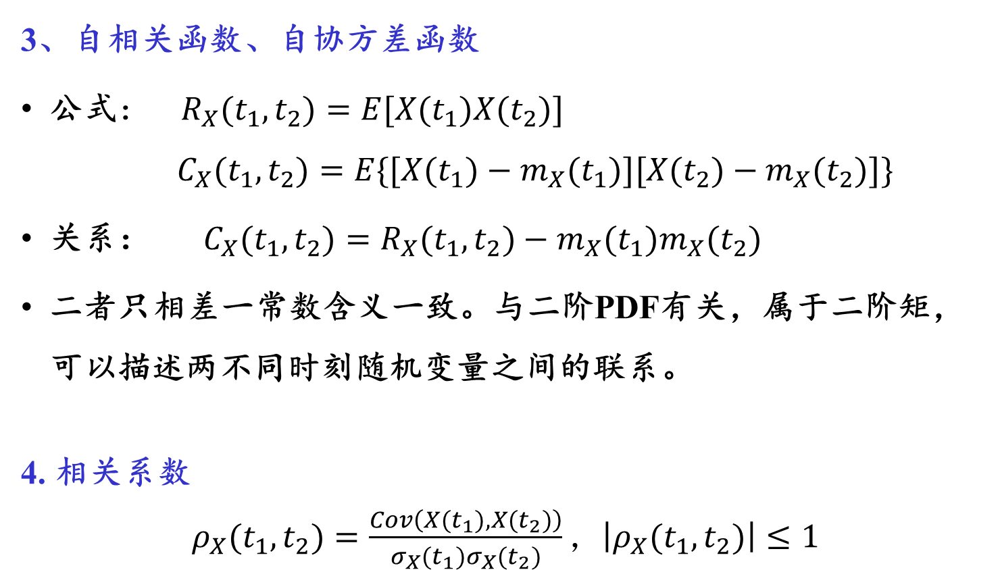 3、自相关函数、自协方差函数
• 公式： R_X(t_1,t_2) = E[X(t_1)X(t_2)]
C_X(t_1,t_2) = E{[X(t_1) − m_X(t_1)][X(t_2) − m_X(t_2)]}
• 关系： C_X(t_1,t_2) = R_X(t_1,t_2) − m_X(t_1)m_X(t_2)
• 二者只相差一常数含义一致。与二阶PDF有关，属于二阶矩，
可以描述两不同时刻随机变量之间的联系。
4. 相关系数
ρ_X(t_1,t_2) = \frac{Cov(X(t_1),X(t_2))}{σ_X(t_1)σ_X(t_2)}， |ρ_X(t_1,t_2)| ≤ 1